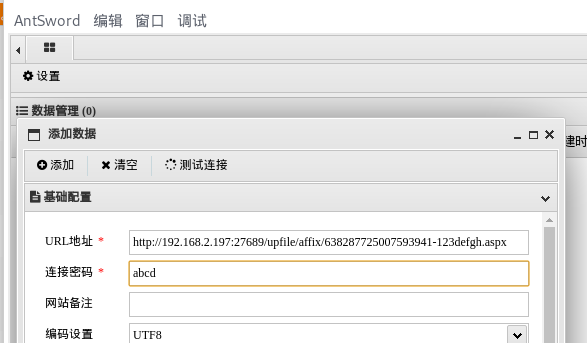 AntSword 编辑 窗口 调试
设置
数据管理 (0)
添加数据
建时
添加 清空 测试连接
基础配置
URL地址 * http://192.168.2.197:27689/upfile/affix/638287725007593941-123defgh.aspx
连接密码 * abcd
网站备注
编码设置 UTF8